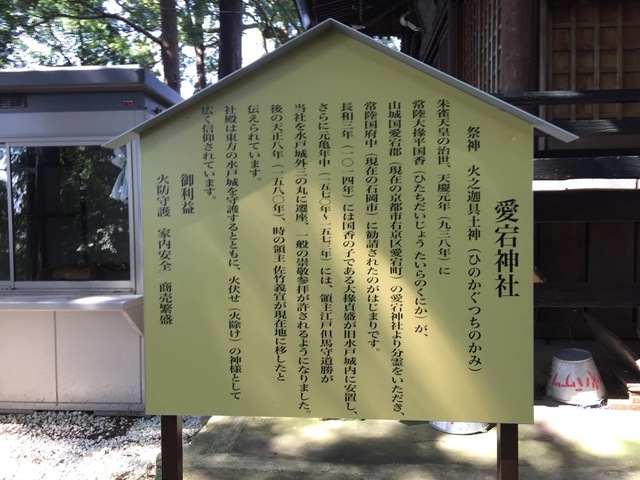 愛宕神社
祭神 火之迦具土神(ひのかぐつちのかみ)
朱雀天皇の治世、天慶元年(九三八年)に
常陸大掾平国香(ひたちだいじょう たいらのくにか)が、
山城国愛宕郡(現在の京都市右京区愛宕町)の愛宕神社より分霊をいただき、
常陸国府中(現在の石岡市)に勧請されたのがはじまりです。
長和三年(一〇一四年)には国香の子である大掾貞盛が旧水戸城内に安置し、
さらに元亀年中(一五七〇年~一五七三年)には、領主江戸但馬守道勝が
当社を水戸城外三の丸に遷座、一般の崇敬参拝が許されるようになりました。
後の天正八年(一五八〇年)、時の領主 佐竹義宣が現在地に移したと
伝えられています。
社殿は東方の水戸城を守護するとともに、火伏せ(火除け)の神様として
広く信仰されています。
御利益
火防守護 家内安全 商売繁盛